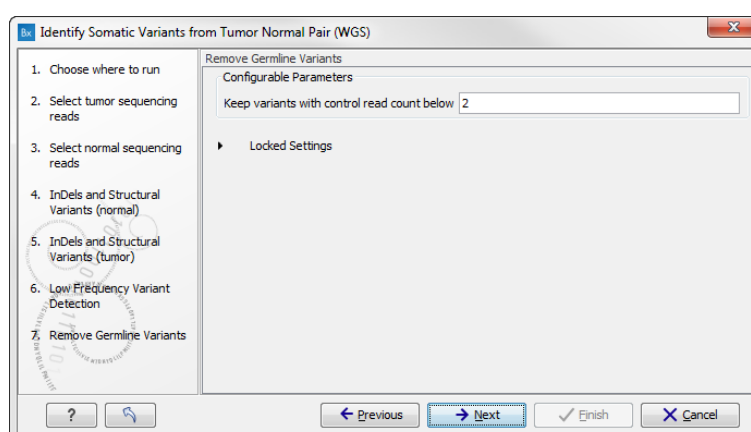 Bx Identify Somatic Variants from Tumor Normal Pair (WGS)
1. Choose where to run
2. Select tumor sequencing
reads
3. Select normal sequencing
reads
4. InDels and Structural
Variants (normal)
5. InDels and Structural
Variants (tumor)
6. Low Frequency Variant
Detection
7. Remove Germline Variants
Remove Germline Variants
Configurable Parameters
Keep variants with control read count below 2
Locked Settings
? Previous Next Finish Cancel